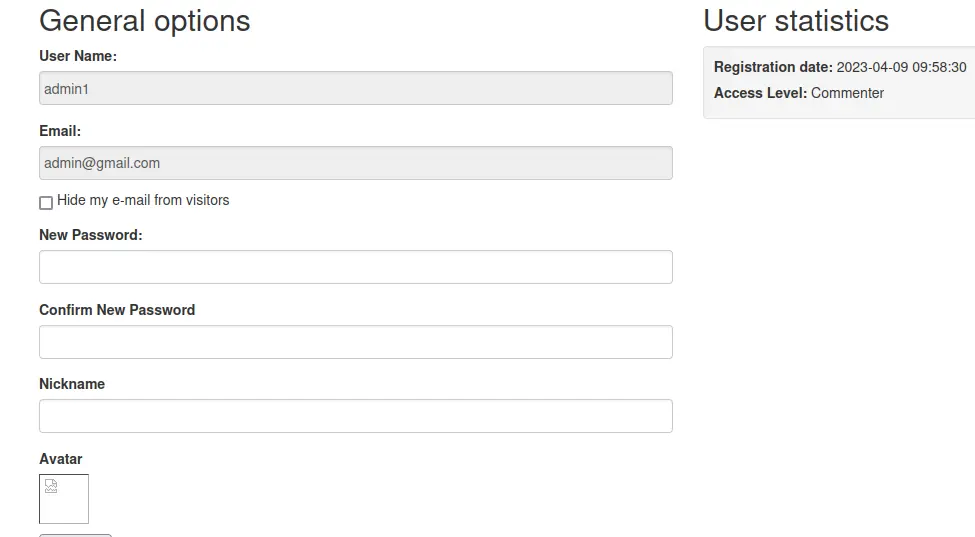 General options
User Name:
admin1
Email:
admin@gmail.com
Hide my e-mail from visitors
New Password:
Confirm New Password
Nickname
Avatar
User statistics
Registration date: 2023-04-09 09:58:30
Access Level: Commenter